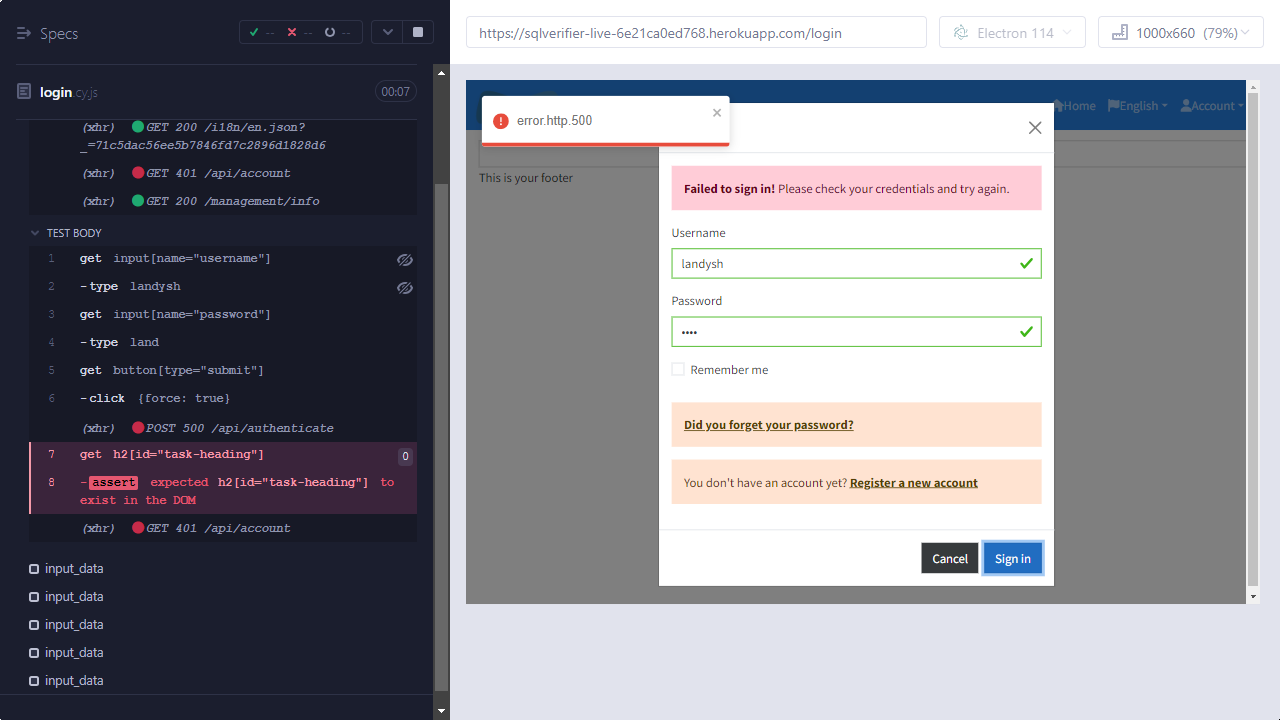 Specs
--
--
--
login.cy.js
00:07
(xhr) GET 200 /i18n/en.json?
_=71c5dac56ee5b7846fd7c2896d1828d6
(xhr) GET 401 /api/account
(xhr) GET 200 /management/info
TEST BODY
1 get input[name="username"]
2 -type landysh
3 get input[name="password"]
4 -type land
5 get button[type="submit"]
6 -click {force: true}
(xhr) POST 500 /api/authenticate
7 get h2[id="task-heading"] 0
8 -assert expected h2[id="task-heading"] to
exist in the DOM
(xhr) GET 401 /api/account
input_data
input_data
input_data
input_data
input_data
https://sqlverifier-live-6e21ca0ed768.herokuapp.com/login
Electron 114
1000x660 (79%)
Home English Account
error.http.500
This is your footer
Failed to sign in! Please check your credentials and try again.
Username
landysh
Password
••••
Remember me
Did you forget your password?
You don't have an account yet? Register a new account
Cancel
Sign in